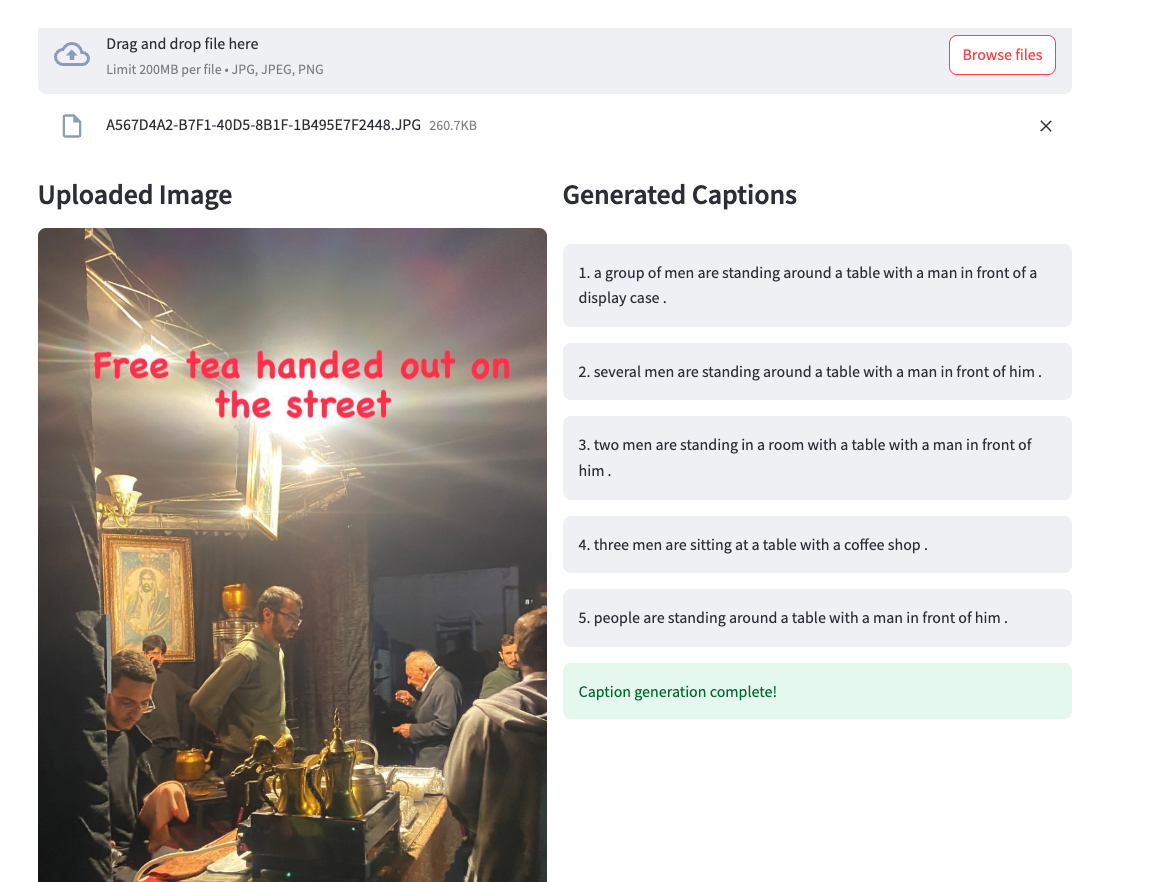 Drag and drop file here
Limit 200MB per file • JPG, JPEG, PNG
Browse files
A567D4A2-B7F1-40D5-8B1F-1B495E7F2448.JPG 260.7KB
Uploaded Image
Free tea handed out on
the street
Generated Captions
1. a group of men are standing around a table with a man in front of a
display case .
2. several men are standing around a table with a man in front of him .
3. two men are standing in a room with a table with a man in front of
him .
4. three men are sitting at a table with a coffee shop .
5. people are standing around a table with a man in front of him .
Caption generation complete!